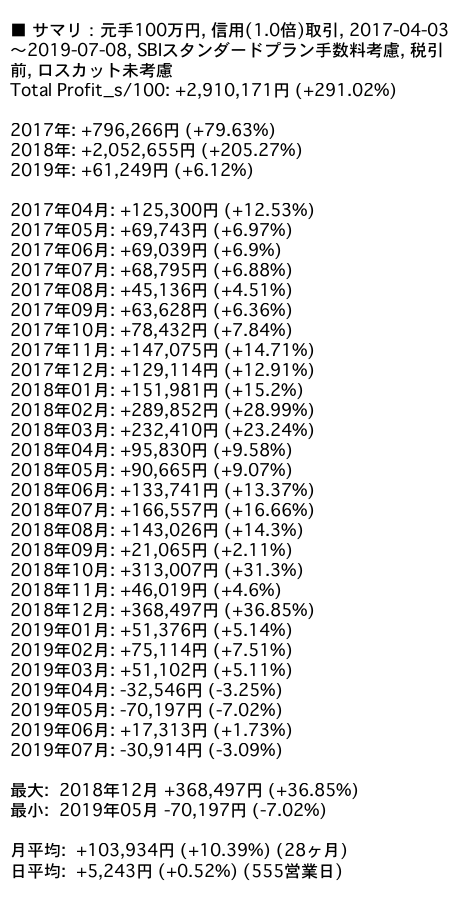 ■ サマリ：元手100万円, 信用(1.0倍)取引, 2017-04-03
～2019-07-08, SBIスタンダードプラン手数料考慮, 税引
前, ロスカット未考慮
Total Profit_s/100: +2,910,171円 (+291.02%)
2017年: +796,266円 (+79.63%)
2018年: +2,052,655円 (+205.27%)
2019年: +61,249円 (+6.12%)
2017年04月: +125,300円 (+12.53%)
2017年05月: +69,743円 (+6.97%)
2017年06月: +69,039円 (+6.9%)
2017年07月: +68,795円 (+6.88%)
2017年08月: +45,136円 (+4.51%)
2017年09月: +63,628円 (+6.36%)
2017年10月: +78,432円 (+7.84%)
2017年11月: +147,075円 (+14.71%)
2017年12月: +129,114円 (+12.91%)
2018年01月: +151,981円 (+15.2%)
2018年02月: +289,852円 (+28.99%)
2018年03月: +232,410円 (+23.24%)
2018年04月: +95,830円 (+9.58%)
2018年05月: +90,665円 (+9.07%)
2018年06月: +133,741円 (+13.37%)
2018年07月: +166,557円 (+16.66%)
2018年08月: +143,026円 (+14.3%)
2018年09月: +21,065円 (+2.11%)
2018年10月: +313,007円 (+31.3%)
2018年11月: +46,019円 (+4.6%)
2018年12月: +368,497円 (+36.85%)
2019年01月: +51,376円 (+5.14%)
2019年02月: +75,114円 (+7.51%)
2019年03月: +51,102円 (+5.11%)
2019年04月: -32,546円 (-3.25%)
2019年05月: -70,197円 (-7.02%)
2019年06月: +17,313円 (+1.73%)
2019年07月: -30,914円 (-3.09%)
最大: 2018年12月 +368,497円 (+36.85%)
最小: 2019年05月 -70,197円 (-7.02%)
月平均: +103,934円 (+10.39%) (28ヶ月)
日平均: +5,243円 (+0.52%) (555営業日)